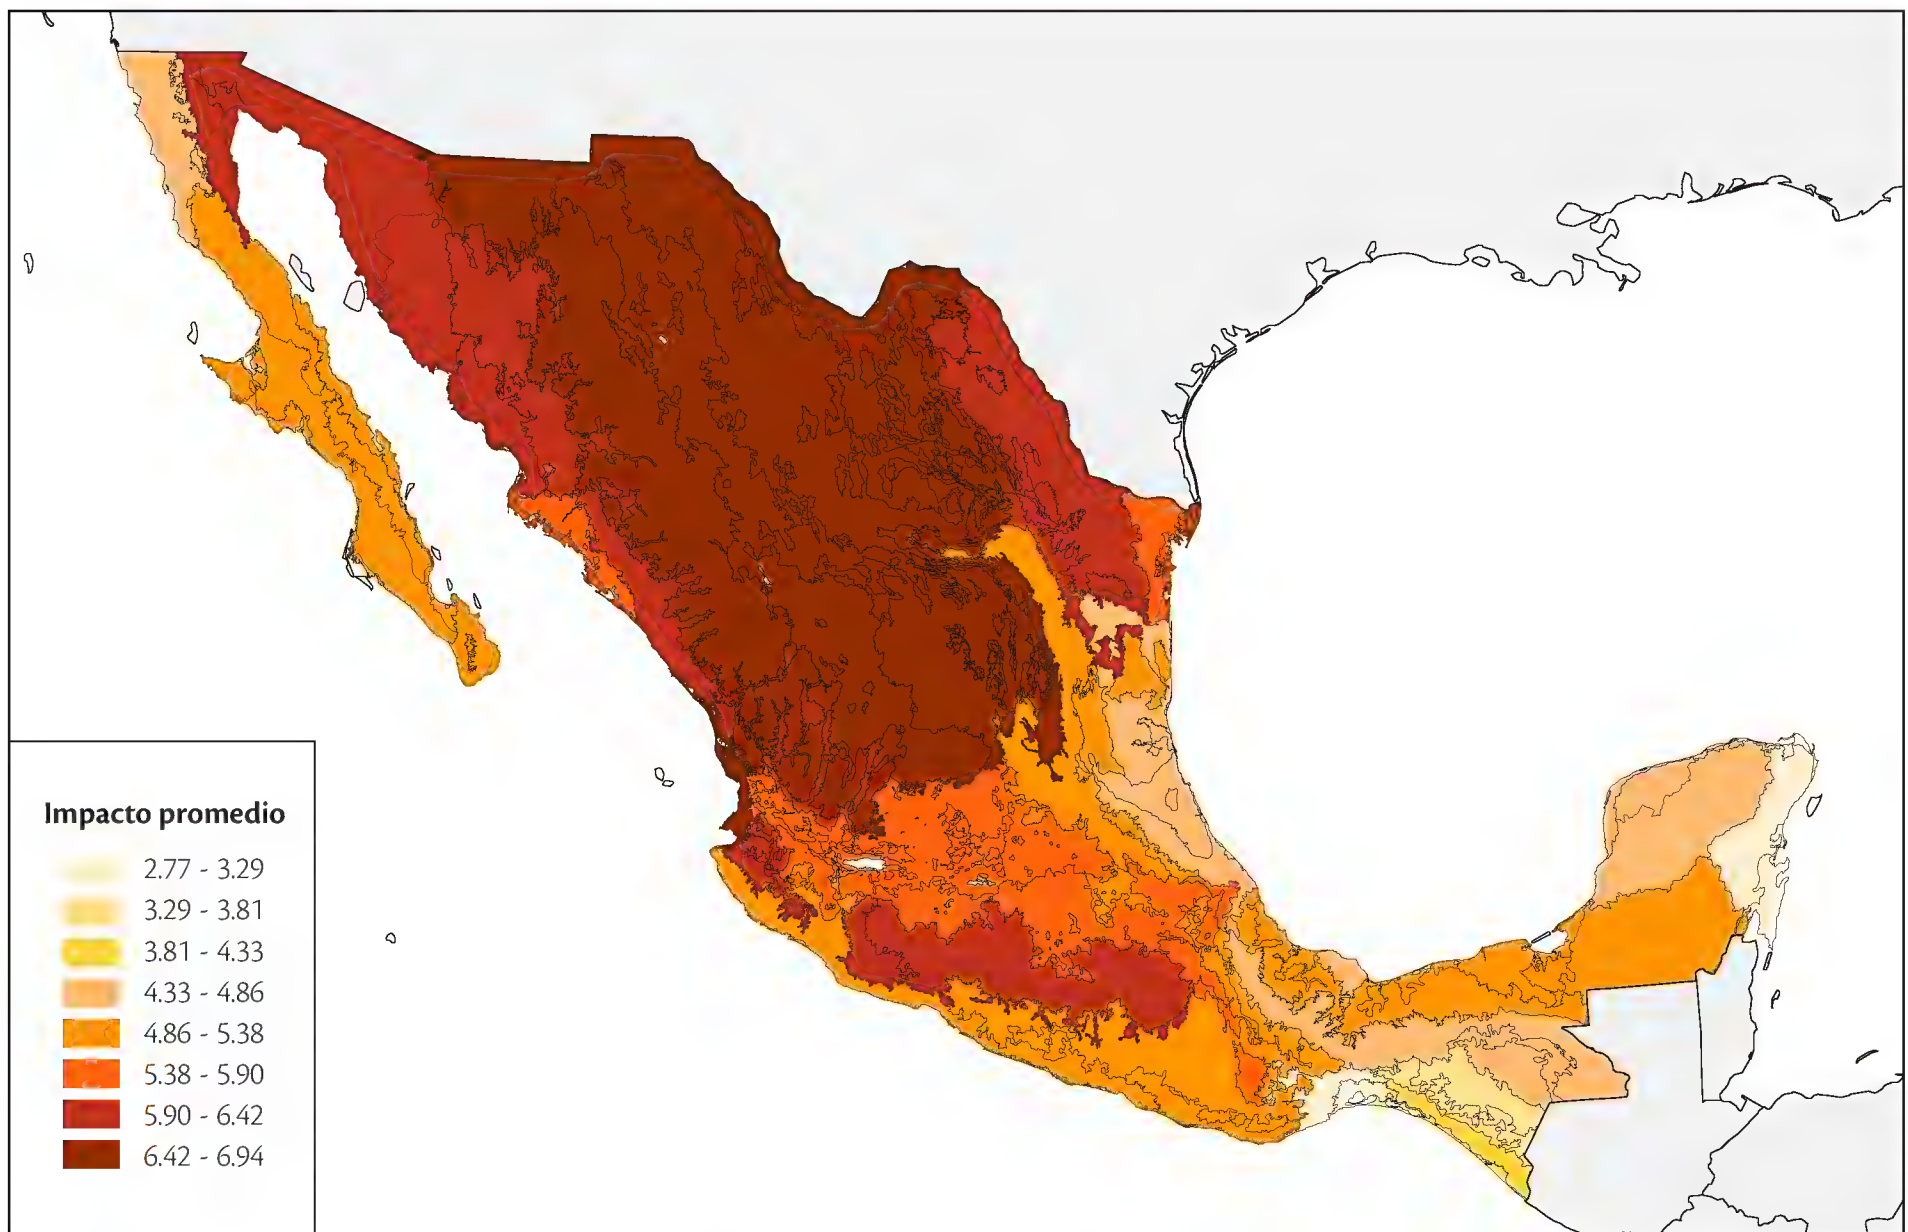 Impacto promedio
2.77 - 3.29
3.29 - 3.81
3.81 - 4.33
4.33 - 4.86
4.86 - 5.38
5.38 - 5.90
5.90 - 6.42
6.42 - 6.94